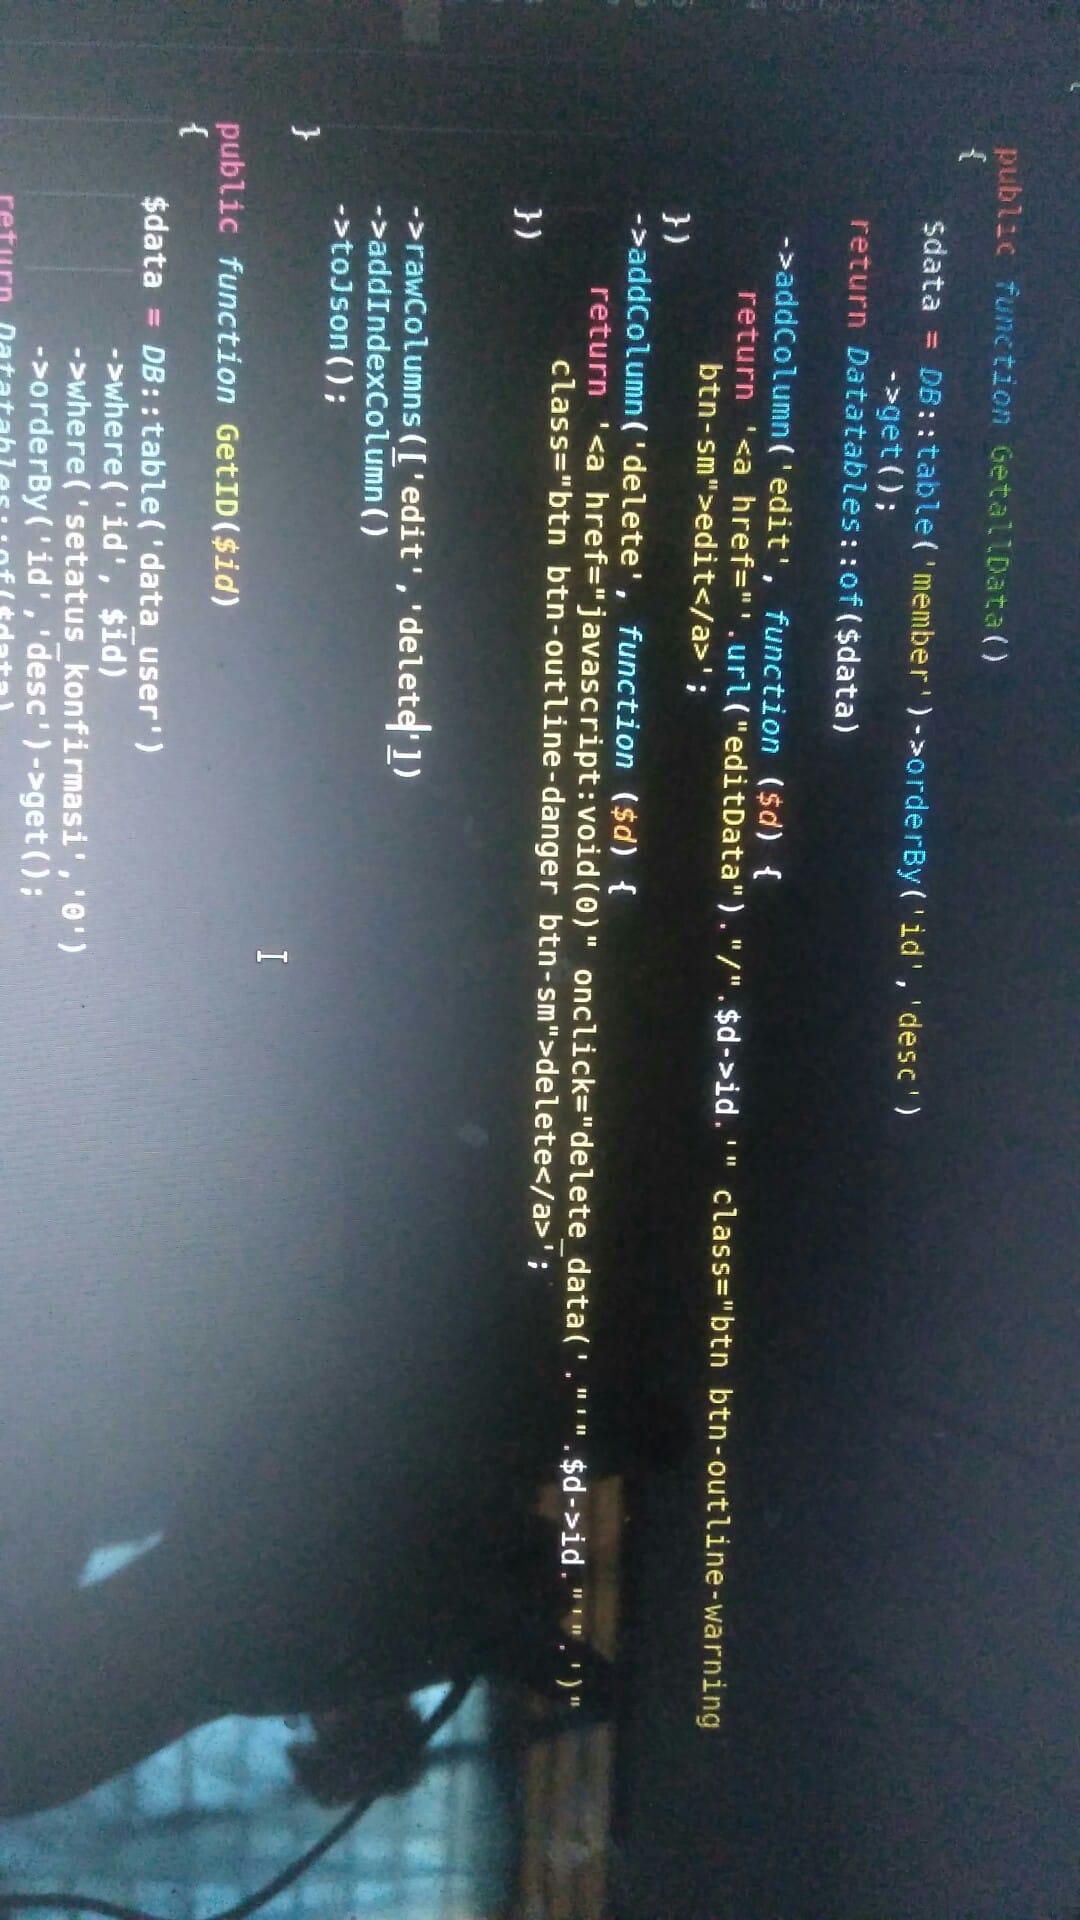 public function GetallData()
{
$data = DB::table('member')->orderBy('id','desc')
->get();
return Datatables::of($data)
->addColumn('edit', function ($d) {
return '<a href="'.url("editData")."/".$d->id.'" class="btn btn-outline-warning
btn-sm">edit</a>';
})
->addColumn('delete', function ($d) {
return '<a href="javascript:void(0)" onclick="delete_data('."'".$d->id."'".')"
class="btn btn-outline-danger btn-sm">delete</a>';
})
->rawColumns(['edit','delete'])
->addIndexColumn()
->toJson();
}
public function GetID($id)
{
$data = DB::table('data_user')
->where('id', $id)
->where('setatus_konfirmasi','0')
->orderBy('id','desc')->get();
return Datatables::of($data)